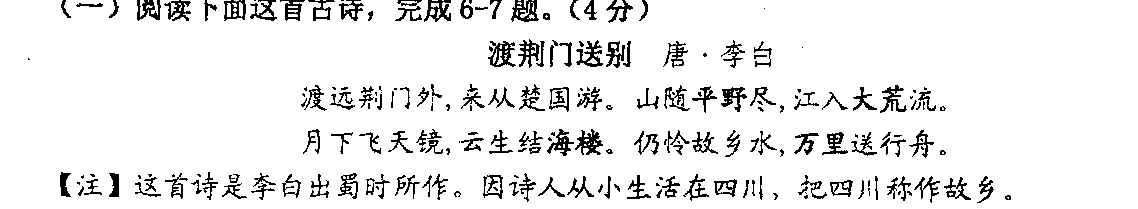 （一）阅读下面这首古诗，完成6-7题。（4分）
渡荆门送别 唐·李白
渡远荆门外，来从楚国游。山随平野尽，江入大荒流。
月下飞天镜，云生结海楼。仍怜故乡水，万里送行舟。
【注】这首诗是李白出蜀时所作。因诗人从小生活在四川，把四川称作故乡。